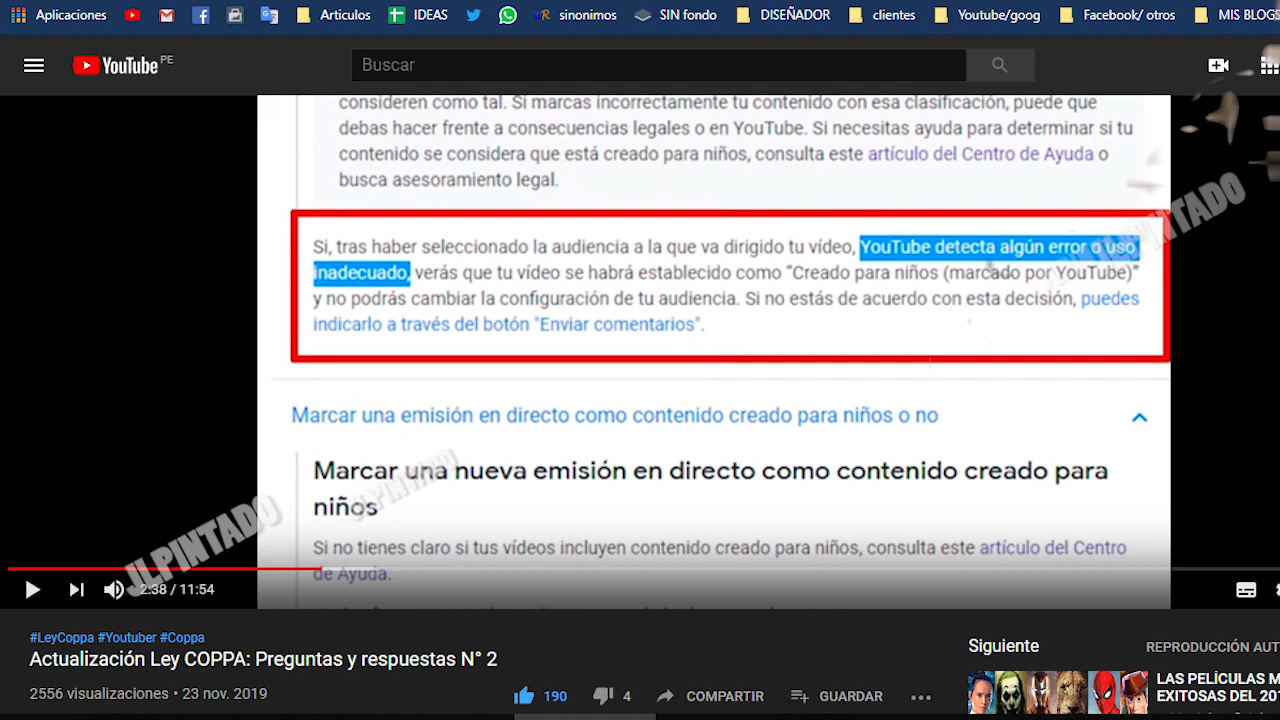 Aplicaciones Articulos IDEAS sinonimos SIN fondo DISEÑADOR clientes Youtube/goog Facebook/ otros MIS BLOGS
YouTube PE Buscar
consideren como tal. Si marcas incorrectamente tu contenido con esa clasificación, puede que
debas hacer frente a consecuencias legales o en YouTube. Si necesitas ayuda para determinar si tu
contenido se considera que está creado para niños, consulta este artículo del Centro de Ayuda o
busca asesoramiento legal.
Si, tras haber seleccionado la audiencia a la que va dirigido tu vídeo, YouTube detecta algún error o uso
inadecuado, verás que tu vídeo se habrá establecido como “Creado para niños (marcado por YouTube)”
y no podrás cambiar la configuración de tu audiencia. Si no estás de acuerdo con esta decisión, puedes
indicarlo a través del botón "Enviar comentarios".
JLPINTADO
Marcar una emisión en directo como contenido creado para niños o no
Marcar una nueva emisión en directo como contenido creado para
niños
JLPINTADO
JLPINTADO
Si no tienes claro si tus vídeos incluyen contenido creado para niños, consulta este artículo del Centro
de Ayuda.
2:38 / 11:54
#LeyCoppa #Youtuber #Coppa
Actualización Ley COPPA: Preguntas y respuestas N° 2
2556 visualizaciones • 23 nov. 2019
190 4 COMPARTIR GUARDAR
Siguiente REPRODUCCIÓN AUT
LAS PELÍCULAS M
EXITOSAS DEL 20